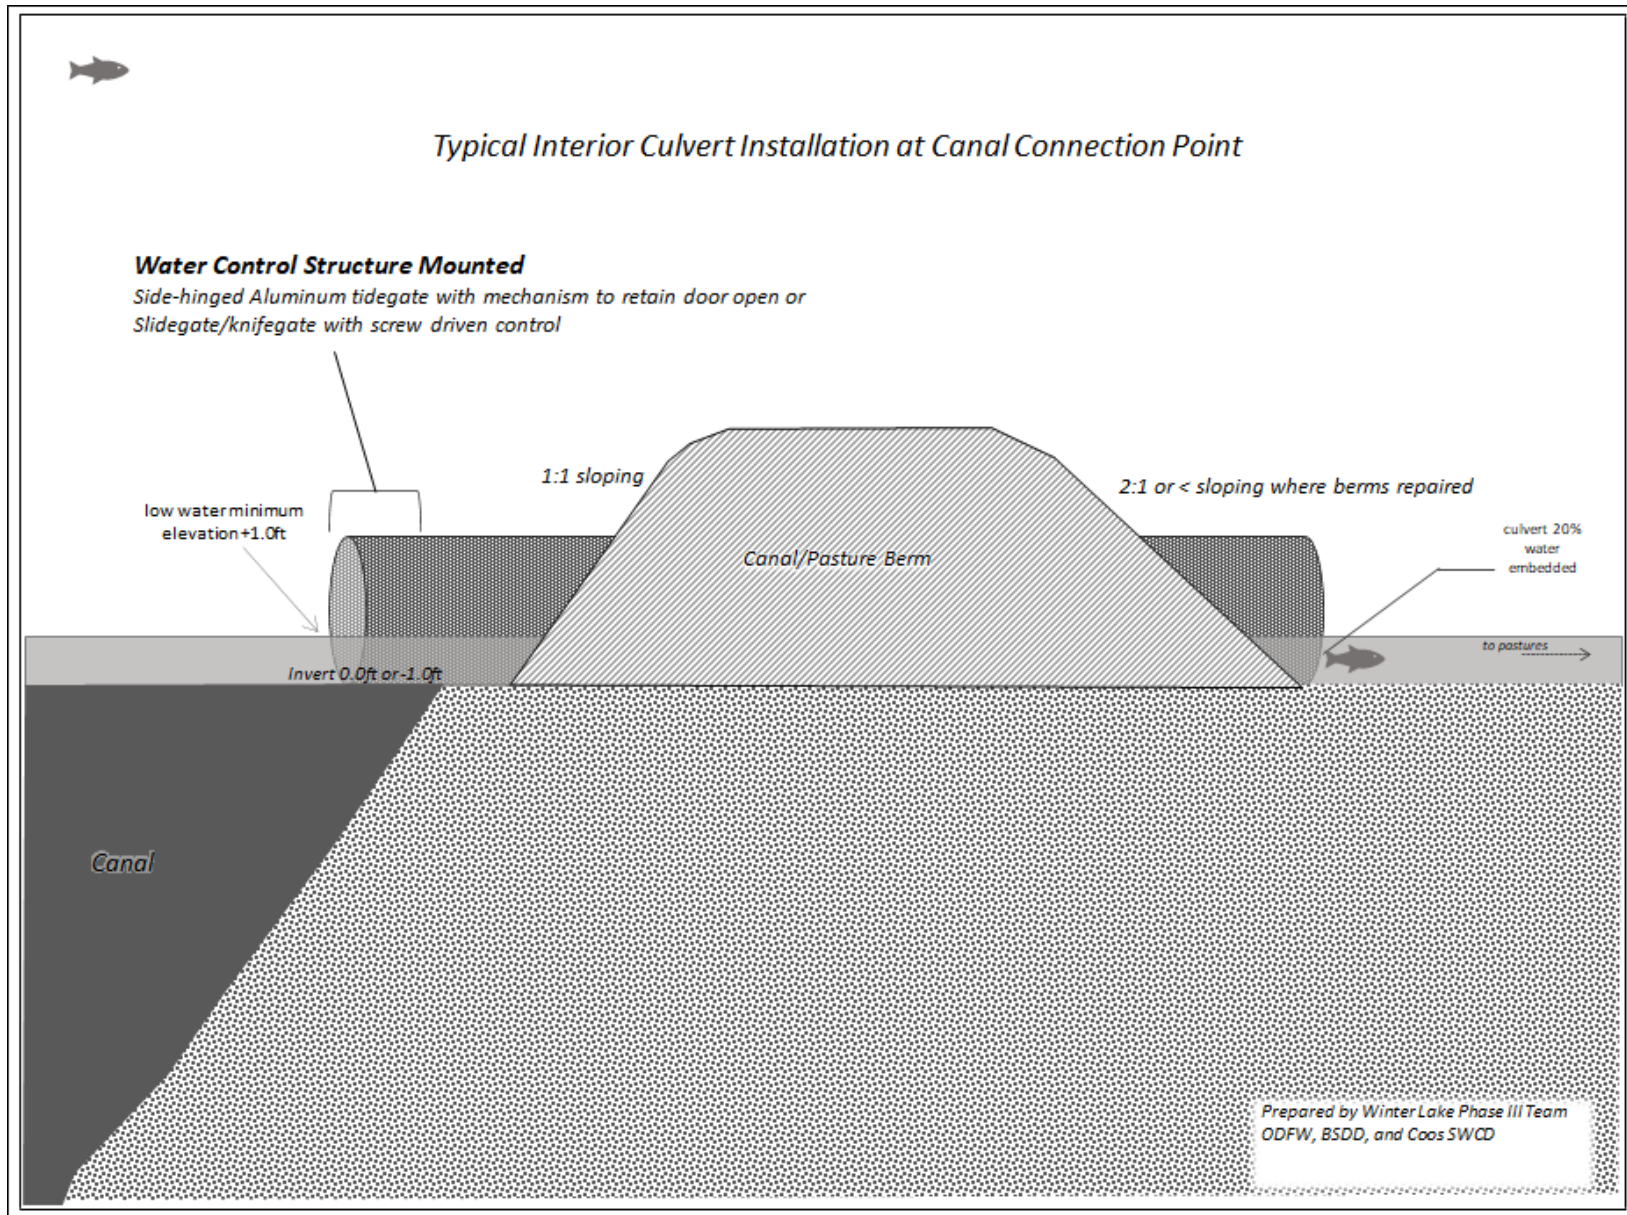 Typical Interior Culvert Installation at Canal Connection Point
Water Control Structure Mounted
Side-hinged Aluminum tidegate with mechanism to retain door open or
Slidegate/knifegate with screw driven control
1:1 sloping
2:1 or < sloping where berms repaired
low water minimum
elevation +1.0ft
culvert 20%
water
embedded
Canal/Pasture Berm
to pastures
Invert 0.0ft or -1.0ft
Canal
Prepared by Winter Lake Phase III Team
ODFW, BSDD, and Coos SWCD